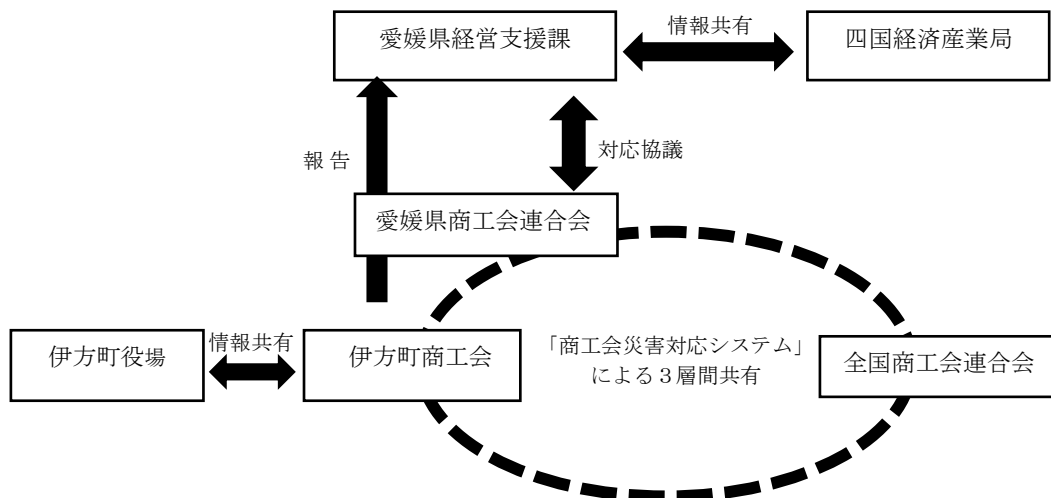 愛媛県経営支援課
情報共有
四国経済産業局
報 告
対応協議
愛媛県商工会連合会
伊方町役場
情報共有
伊方町商工会
「商工会災害対応システム」
による３層間共有
全国商工会連合会